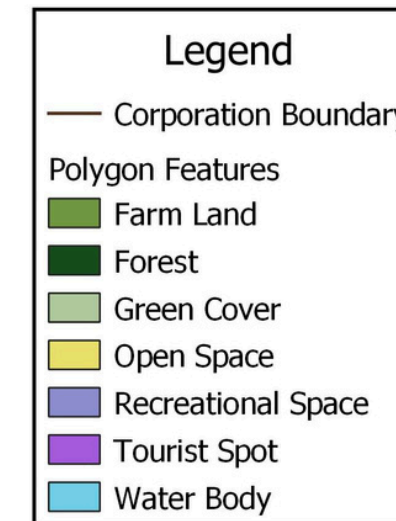 Legend
Corporation Boundary
Polygon Features
Farm Land
Forest
Green Cover
Open Space
Recreational Space
Tourist Spot
Water Body